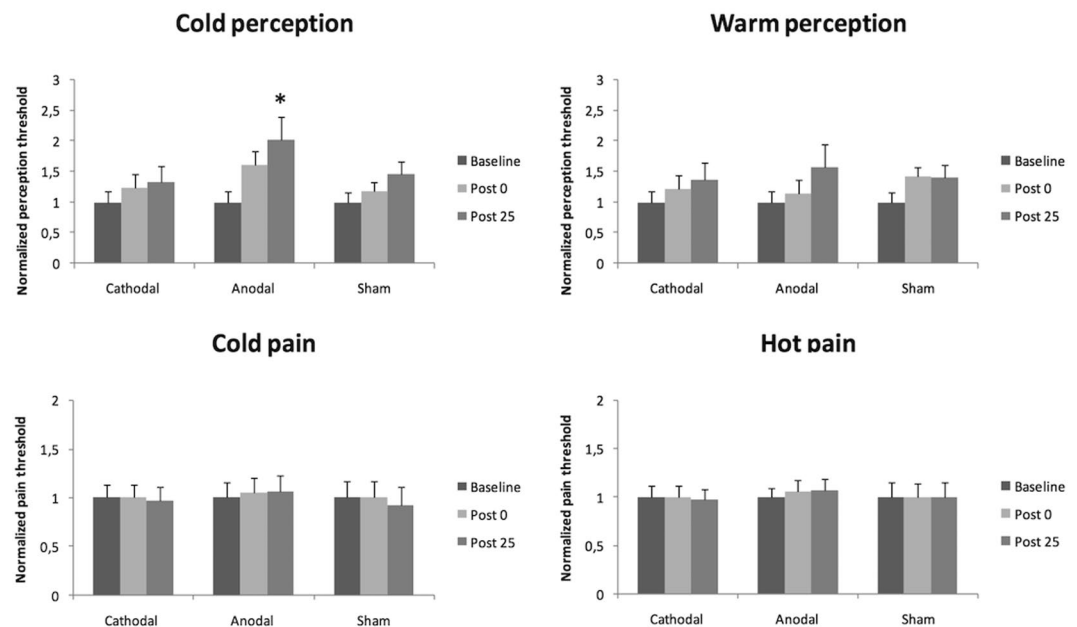 Cold perception
Normalized perception threshold
3
2,5
2
1,5
1
0,5
0
*
Cathodal
Anodal
Sham
Baseline
Post 0
Post 25
Warm perception
Normalized perception threshold
3
2,5
2
1,5
1
0,5
0
Cathodal
Anodal
Sham
Baseline
Post 0
Post 25
Cold pain
Normalized pain threshold
2
1,5
1
0,5
0
Cathodal
Anodal
Sham
Baseline
Post 0
Post 25
Hot pain
Normalized pain threshold
2
1,5
1
0,5
0
Cathodal
Anodal
Sham
Baseline
Post 0
Post 25